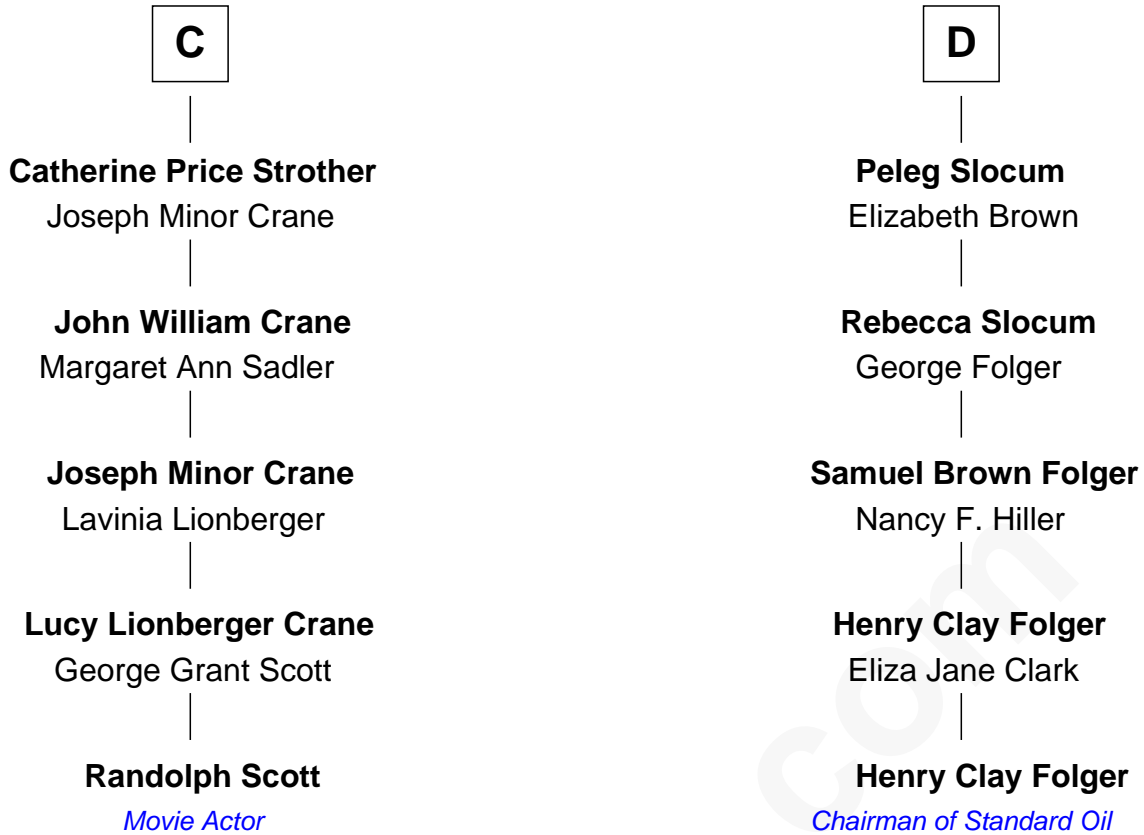 C
Catherine Price Strother
Joseph Minor Crane
John William Crane
Margaret Ann Sadler
Joseph Minor Crane
Lavinia Lionberger
Lucy Lionberger Crane
George Grant Scott
Randolph Scott
Movie Actor
D
Peleg Slocum
Elizabeth Brown
Rebecca Slocum
George Folger
Samuel Brown Folger
Nancy F. Hiller
Henry Clay Folger
Eliza Jane Clark
Henry Clay Folger
Chairman of Standard Oil
com